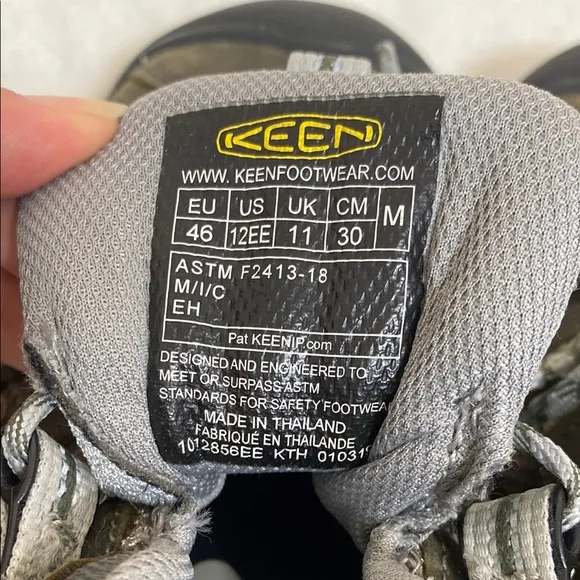 KEEN
WWW.KEENFOOTWEAR.COM
EU US UK CM M
46 12EE 11 30
ASTM F2413-18
M/I/C
EH
Pat KEENIP.com
DESIGNED AND ENGINEERED TO
MEET OR SURPASS ASTM
STANDARDS FOR SAFETY FOOTWEAR
MADE IN THAILAND
FABRIQUÉ EN THAILANDE
1012856EE KTH